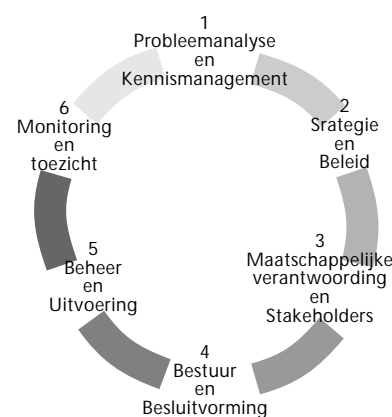 1
Probleemanalyse
en
Kennismanagement
2
Srategie
en
Beleid
3
Maatschappelijke
verantwoording
en
Stakeholders
4
Bestuur
en
Besluitvorming
5
Beheer
en
Uitvoering
6
Monitoring
en
toezicht